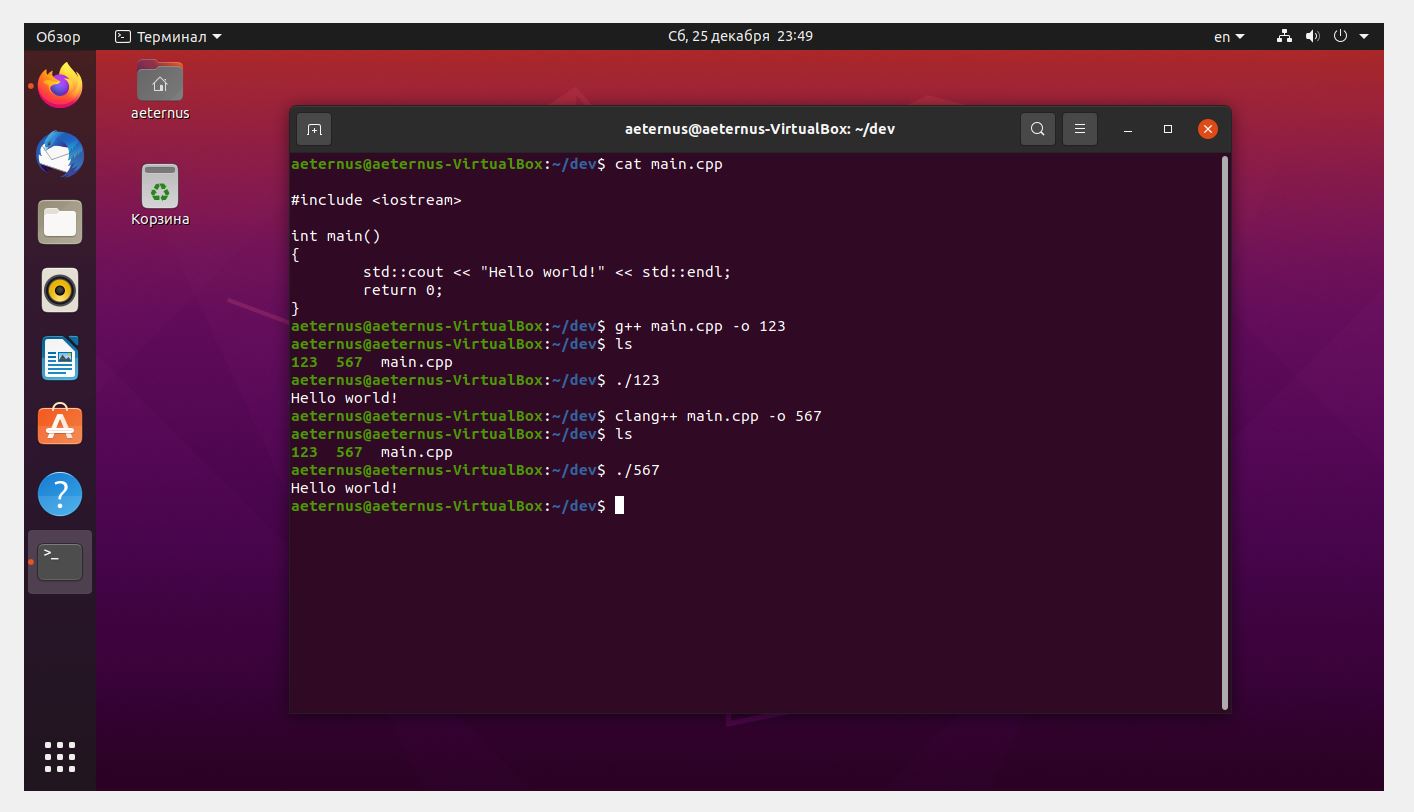 Обзор Терминал Сб, 25 декабря 23:49 en
aeternus
Корзина
aeternus@aeternus-VirtualBox: ~/dev
aeternus@aeternus-VirtualBox:~/dev$ cat main.cpp
#include <iostream>
int main()
{
        std::cout << "Hello world!" << std::endl;
        return 0;
}
aeternus@aeternus-VirtualBox:~/dev$ g++ main.cpp -o 123
aeternus@aeternus-VirtualBox:~/dev$ ls
123  567  main.cpp
aeternus@aeternus-VirtualBox:~/dev$ ./123
Hello world!
aeternus@aeternus-VirtualBox:~/dev$ clang++ main.cpp -o 567
aeternus@aeternus-VirtualBox:~/dev$ ls
123  567  main.cpp
aeternus@aeternus-VirtualBox:~/dev$ ./567
Hello world!
aeternus@aeternus-VirtualBox:~/dev$